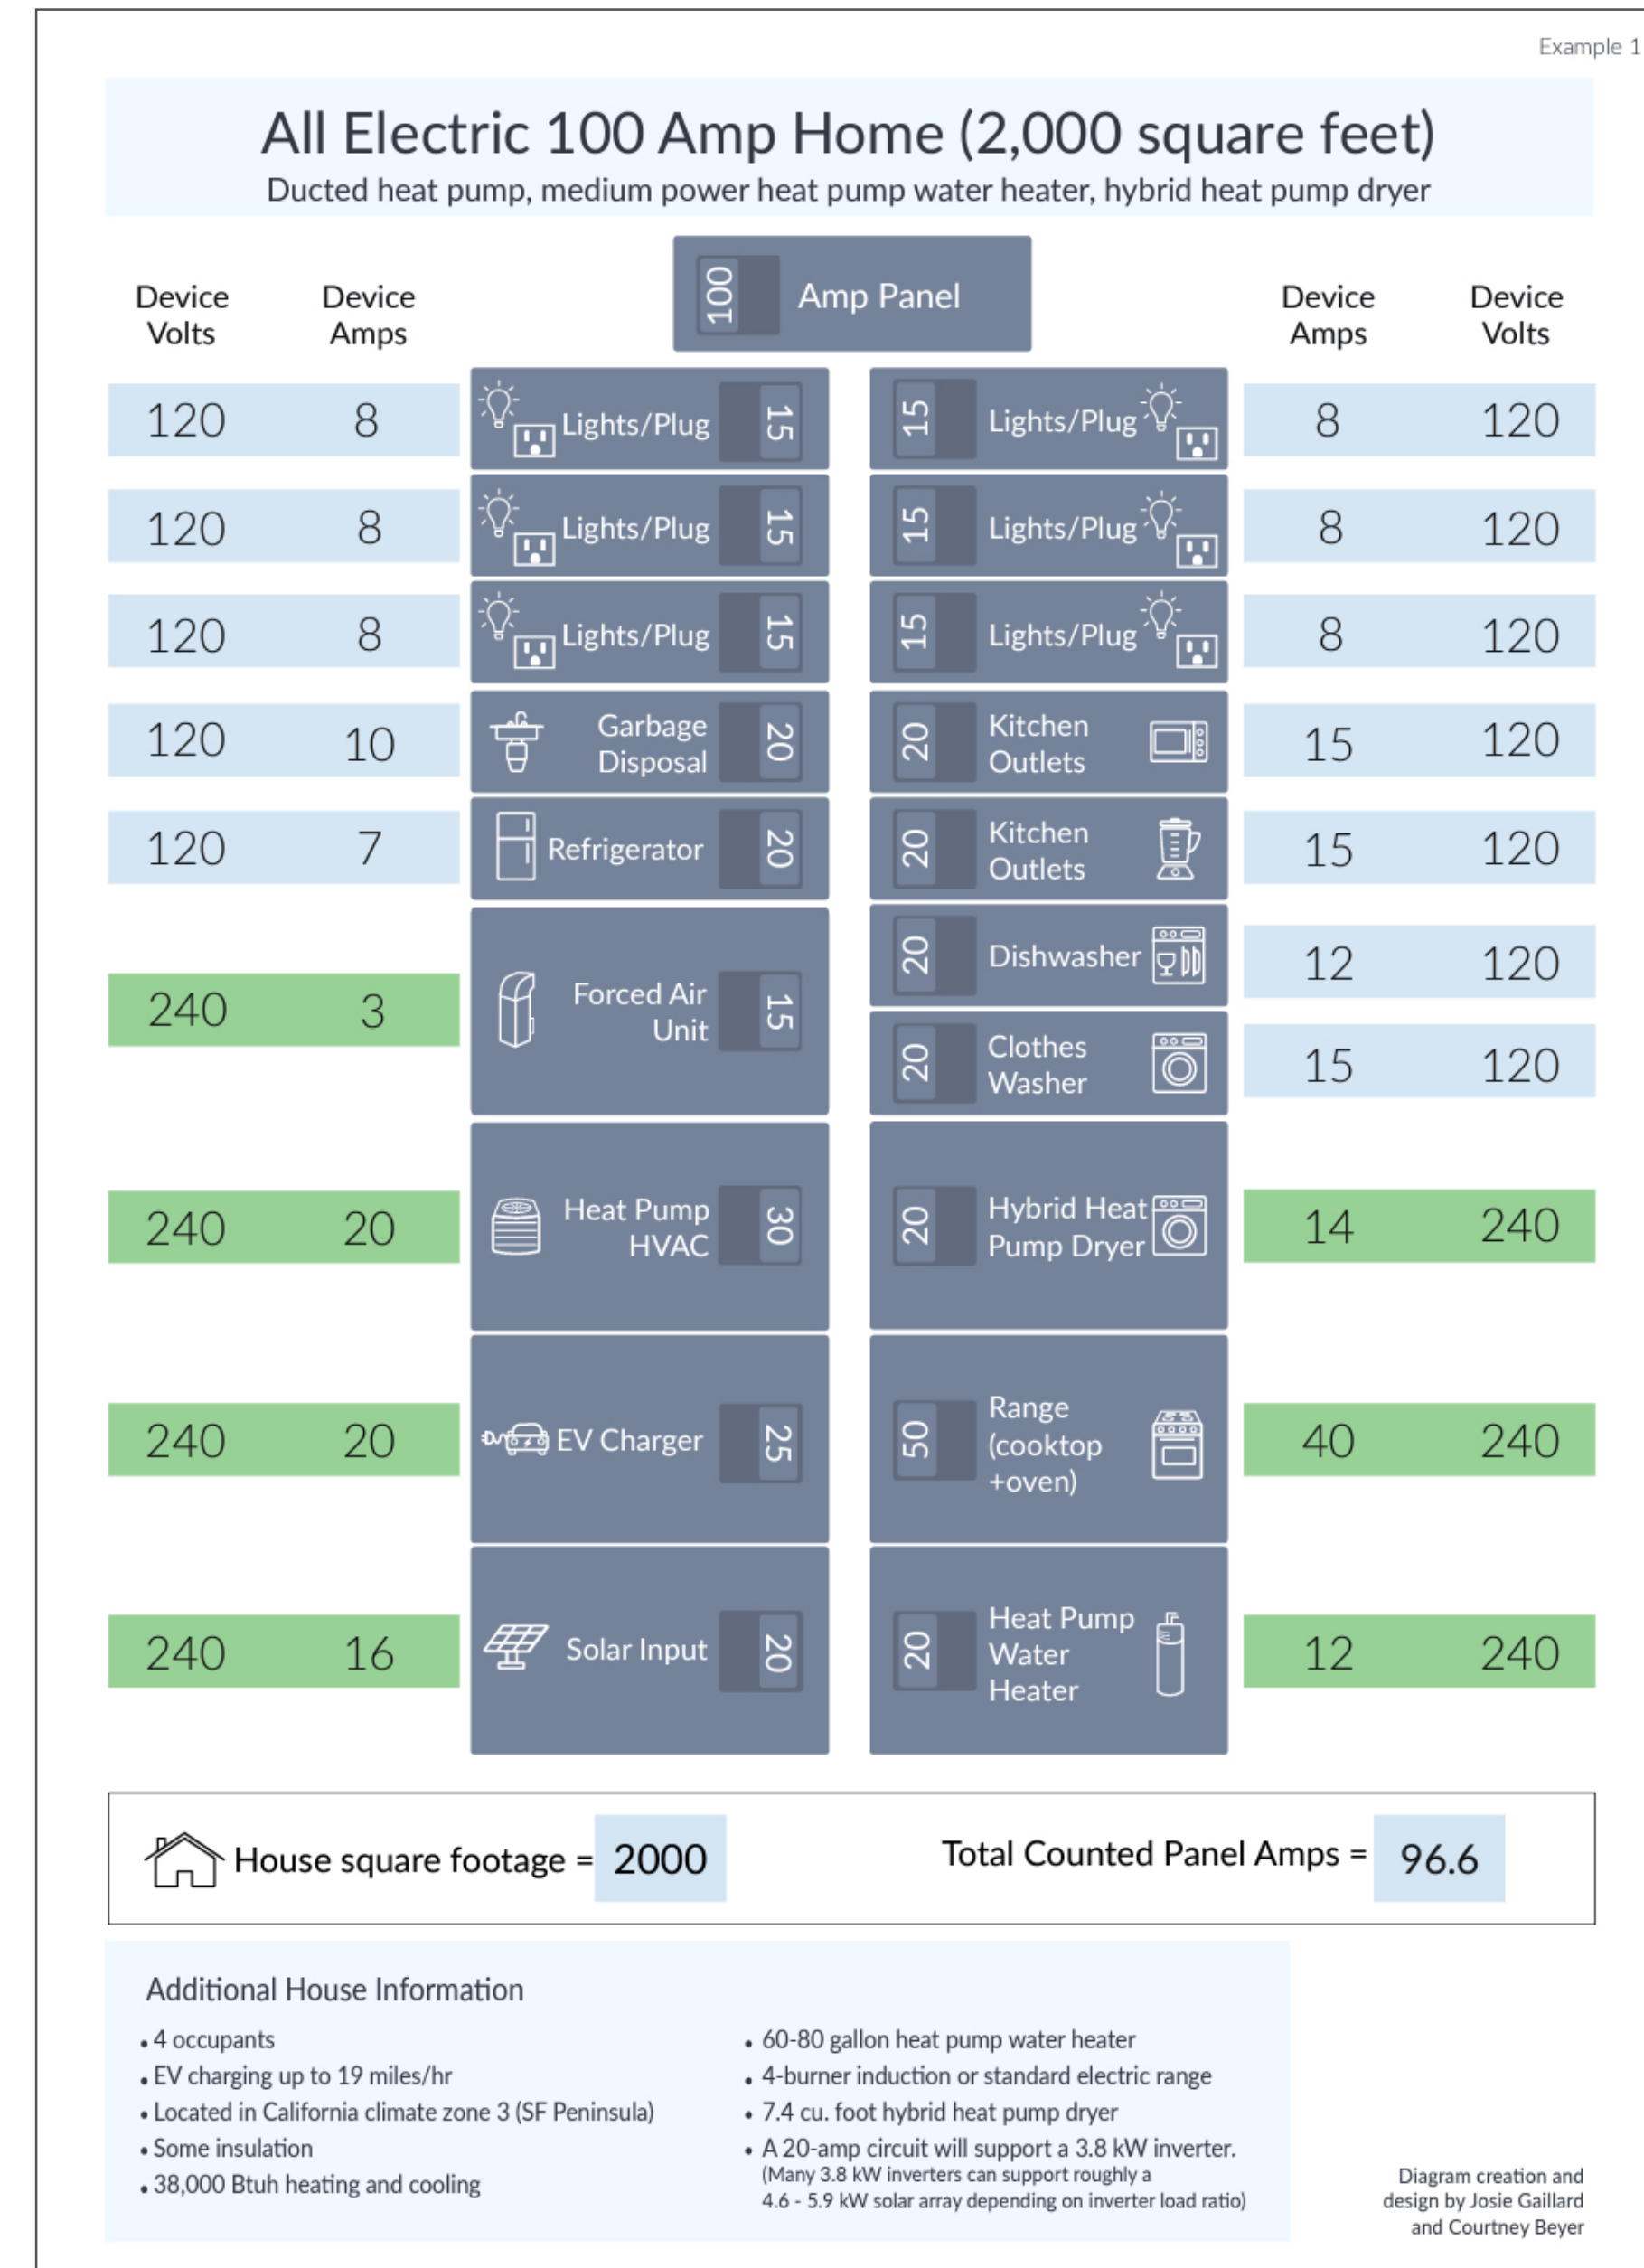 Example 1
All Electric 100 Amp Home (2,000 square feet)
Ducted heat pump, medium power heat pump water heater, hybrid heat pump dryer
Device Volts
Device Amps
100 Amp Panel
Device Amps
Device Volts
120 8 Lights/Plug 15
15 Lights/Plug 8 120
120 8 Lights/Plug 15
15 Lights/Plug 8 120
120 8 Lights/Plug 15
15 Lights/Plug 8 120
120 10 Garbage Disposal 20
20 Kitchen Outlets 15 120
120 7 Refrigerator 20
20 Kitchen Outlets 15 120
240 3 Forced Air Unit 15
20 Dishwasher 12 120
20 Clothes Washer 15 120
240 20 Heat Pump HVAC 30
20 Hybrid Heat Pump Dryer 14 240
240 20 EV Charger 25
50 Range (cooktop +oven) 40 240
240 16 Solar Input 20
20 Heat Pump Water Heater 12 240
House square footage = 2000
Total Counted Panel Amps = 96.6
Additional House Information
• 4 occupants
• EV charging up to 19 miles/hr
• Located in California climate zone 3 (SF Peninsula)
• Some insulation
• 38,000 Btuh heating and cooling
• 60-80 gallon heat pump water heater
• 4-burner induction or standard electric range
• 7.4 cu. foot hybrid heat pump dryer
• A 20-amp circuit will support a 3.8 kW inverter.
(Many 3.8 kW inverters can support roughly a
4.6 - 5.9 kW solar array depending on inverter load ratio)
Diagram creation and
design by Josie Gaillard
and Courtney Beyer